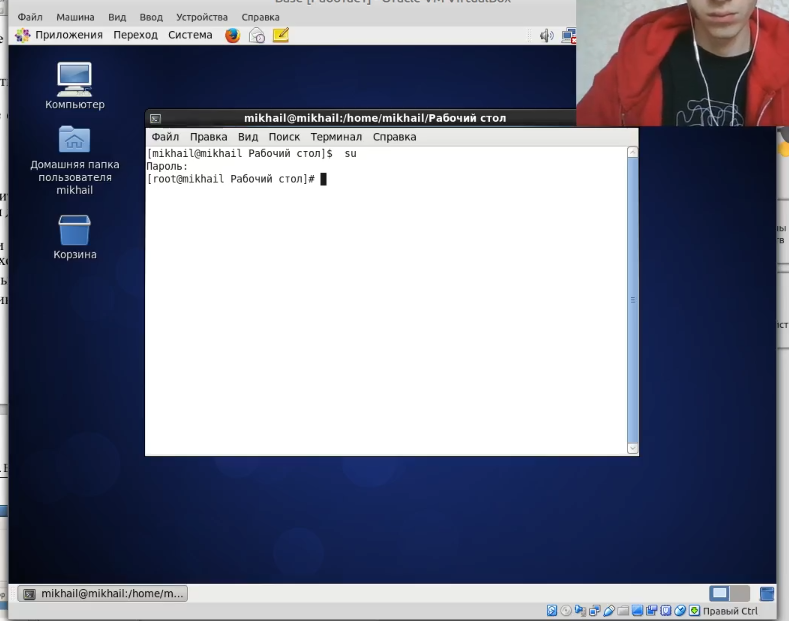 Base [Работает] - Oracle VM VirtualBox
Файл Машина Вид Ввод Устройства Справка
Приложения Переход Система
Компьютер
Домашняя папка
пользователя
mikhail
Корзина
mikhail@mikhail:/home/mikhail/Рабочий стол
Файл Правка Вид Поиск Терминал Справка
[mikhail@mikhail Рабочий стол]$  su
Пароль:
[root@mikhail Рабочий стол]#
mikhail@mikhail:/home/m...
Правый Ctrl